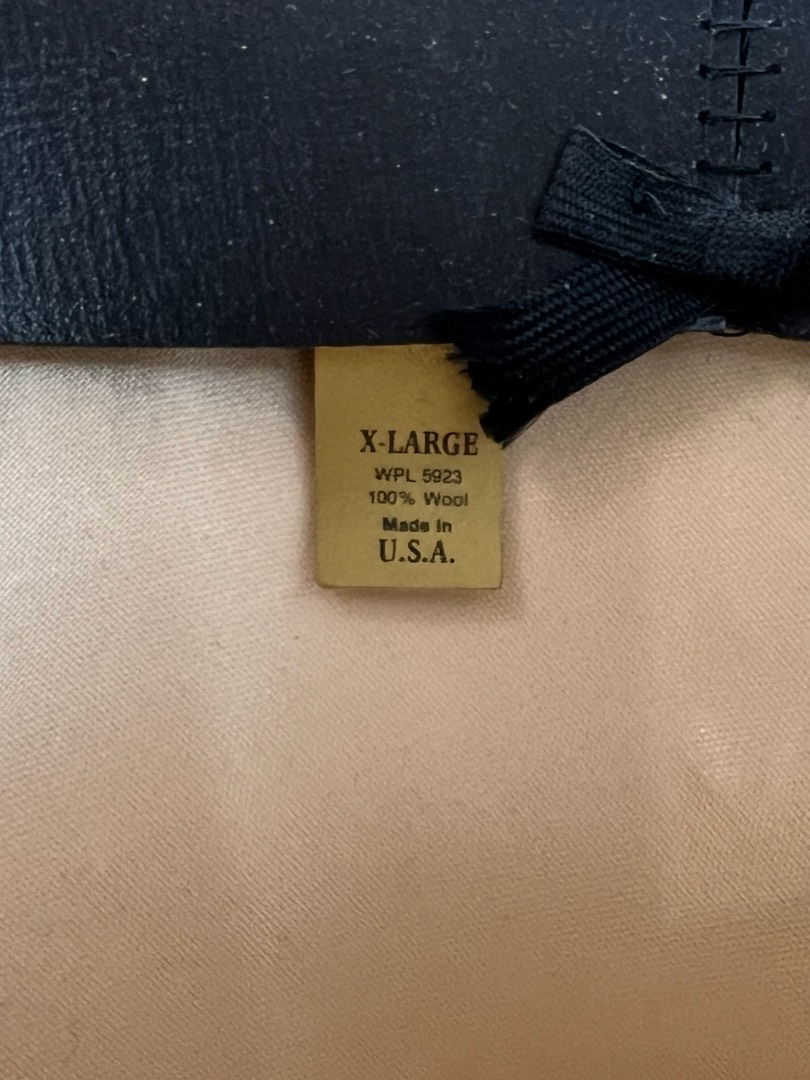 X-LARGE
WPL 5923
100% Wool
Made in
U.S.A.